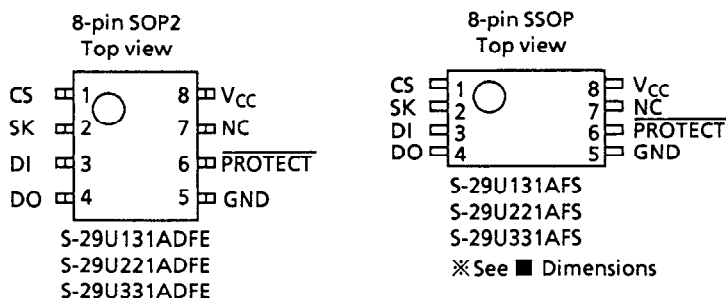 8-pin SOP2
Top view
CS 1 8 VCC
SK 2 7 NC
DI 3 6 PROTECT
DO 4 5 GND
S-29U131ADFE
S-29U221ADFE
S-29U331ADFE
8-pin SSOP
Top view
CS 1 8 VCC
SK 2 7 NC
DI 3 6 PROTECT
DO 4 5 GND
S-29U131AFS
S-29U221AFS
S-29U331AFS
※See ■ Dimensions